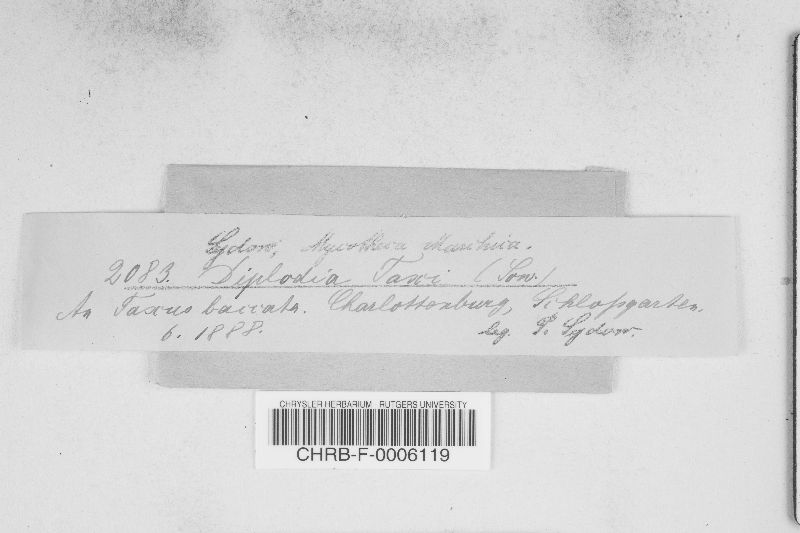 Sydow, Mycotheca Marchica.
2083. Diplodia Taxi (Sow.)
An Taxus baccata. Charlottenburg, Schloßgarten.
6. 1888. leg. P. Sydow.
CHRYSLER HERBARIUM RUTGERS UNIVERSITY
CHRB-F-0006119